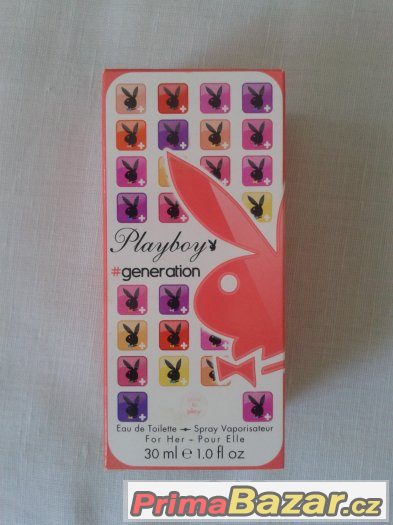 Playboy
#generation
Eau de Toilette Spray Vaporisateur
For Her - Pour Elle
30 ml e 1.0 fl oz
PrimaBazar.cz